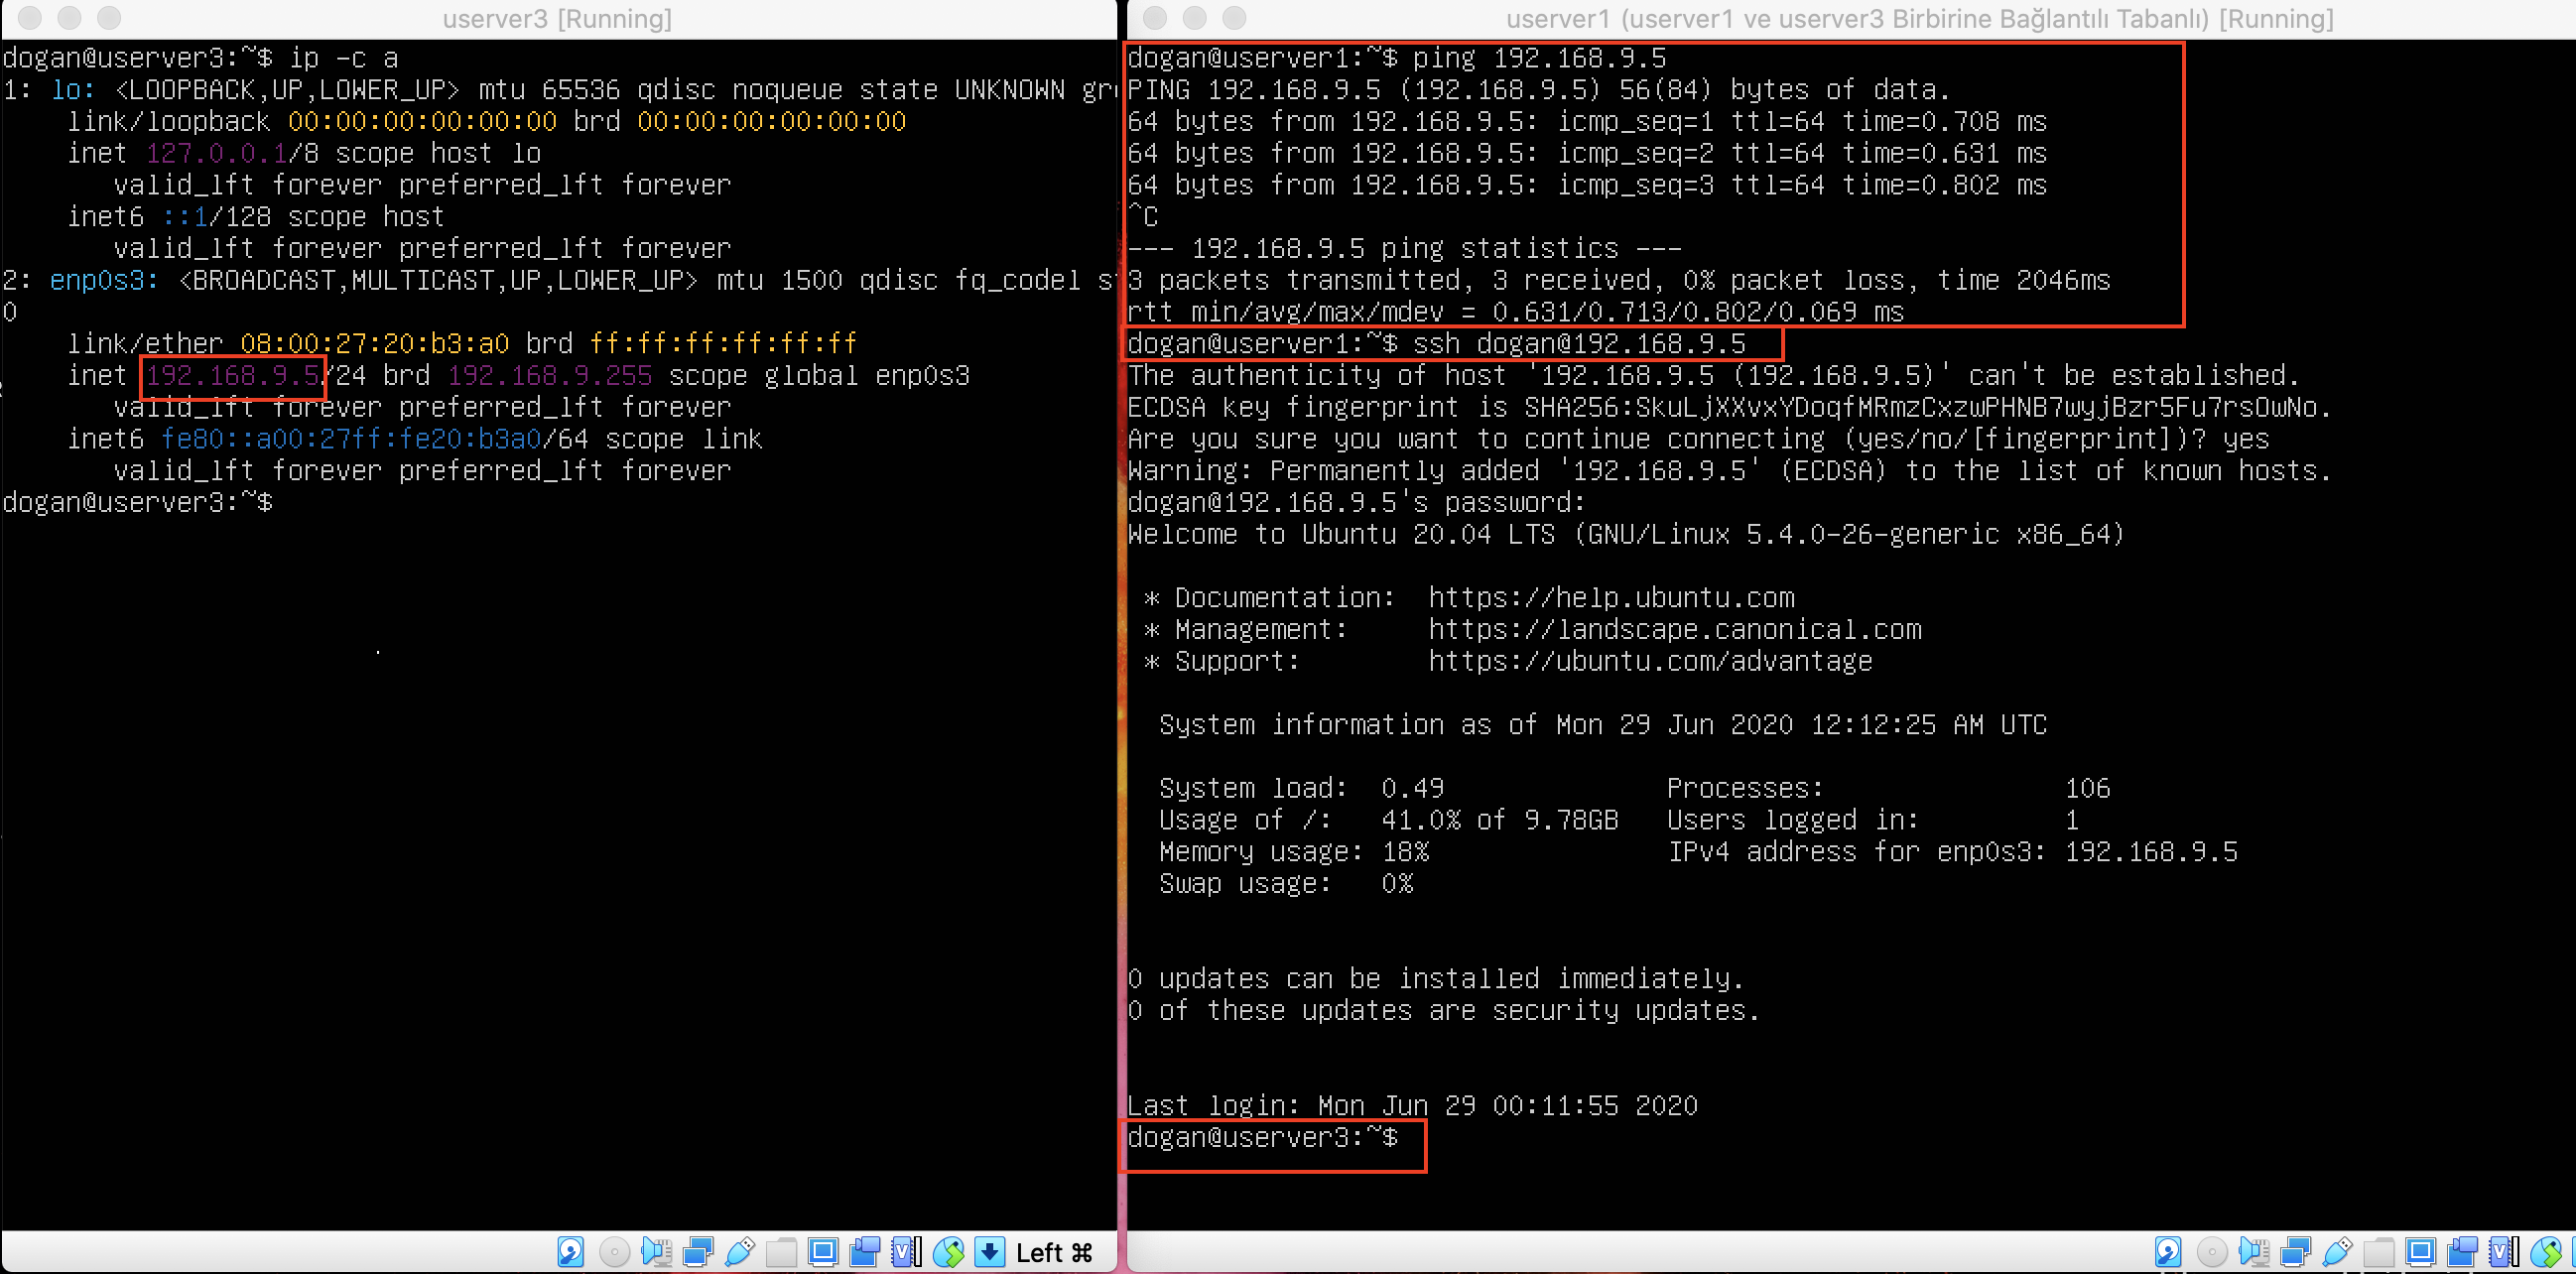 userver3 [Running]
dogan@userver3:~$ ip -c a
1: lo: <LOOPBACK,UP,LOWER_UP> mtu 65536 qdisc noqueue state UNKNOWN gr
link/loopback 00:00:00:00:00:00 brd 00:00:00:00:00:00
inet 127.0.0.1/8 scope host lo
valid_lft forever preferred_lft forever
inet6 ::1/128 scope host
valid_lft forever preferred_lft forever
2: enp0s3: <BROADCAST,MULTICAST,UP,LOWER_UP> mtu 1500 qdisc fq_codel s
0
link/ether 08:00:27:20:b3:a0 brd ff:ff:ff:ff:ff:ff
inet 192.168.9.5/24 brd 192.168.9.255 scope global enp0s3
valid_lft forever preferred_lft forever
inet6 fe80::a00:27ff:fe20:b3a0/64 scope link
valid_lft forever preferred_lft forever
dogan@userver3:~$
Left ⌘
userver1 (userver1 ve userver3 Birbirine Bağlantılı Tabanlı) [Running]
dogan@userver1:~$ ping 192.168.9.5
PING 192.168.9.5 (192.168.9.5) 56(84) bytes of data.
64 bytes from 192.168.9.5: icmp_seq=1 ttl=64 time=0.708 ms
64 bytes from 192.168.9.5: icmp_seq=2 ttl=64 time=0.631 ms
64 bytes from 192.168.9.5: icmp_seq=3 ttl=64 time=0.802 ms
^C
--- 192.168.9.5 ping statistics ---
3 packets transmitted, 3 received, 0% packet loss, time 2046ms
rtt min/avg/max/mdev = 0.631/0.713/0.802/0.069 ms
dogan@userver1:~$ ssh dogan@192.168.9.5
The authenticity of host '192.168.9.5 (192.168.9.5)' can't be established.
ECDSA key fingerprint is SHA256:SkuLjXXvxYDoqfMRmzCxzwPHNB7wyjBzr5Fu7rsOwNo.
Are you sure you want to continue connecting (yes/no/[fingerprint])? yes
Warning: Permanently added '192.168.9.5' (ECDSA) to the list of known hosts.
dogan@192.168.9.5's password:
Welcome to Ubuntu 20.04 LTS (GNU/Linux 5.4.0-26-generic x86_64)
* Documentation: https://help.ubuntu.com
* Management: https://landscape.canonical.com
* Support: https://ubuntu.com/advantage
System information as of Mon 29 Jun 2020 12:12:25 AM UTC
System load: 0.49 Processes: 106
Usage of /: 41.0% of 9.78GB Users logged in: 1
Memory usage: 18% IPv4 address for enp0s3: 192.168.9.5
Swap usage: 0%
0 updates can be installed immediately.
0 of these updates are security updates.
Last login: Mon Jun 29 00:11:55 2020
dogan@userver3:~$